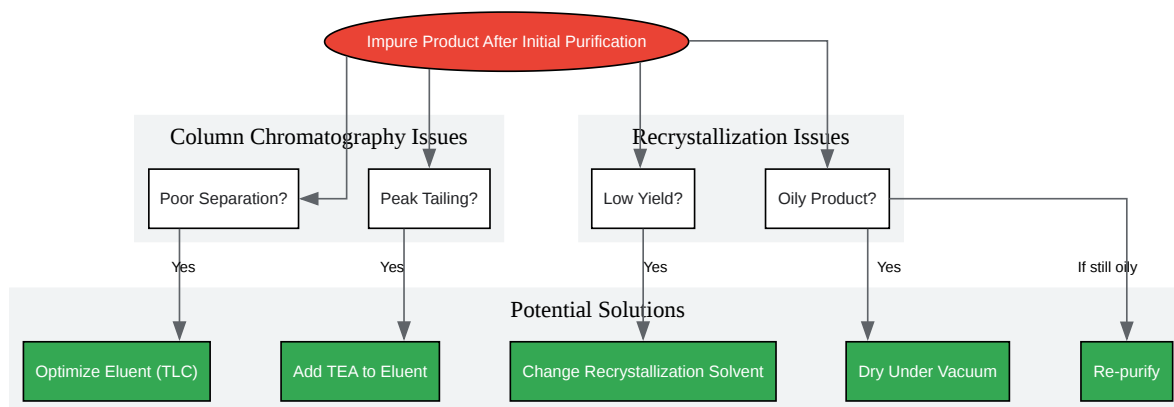 Impure Product After Initial Purification
Column Chromatography Issues
Recrystallization Issues
Poor Separation?
Peak Tailing?
Low Yield?
Oily Product?
Yes
Yes
Yes
Yes
If still oily
Potential Solutions
Optimize Eluent (TLC)
Add TEA to Eluent
Change Recrystallization Solvent
Dry Under Vacuum
Re-purify